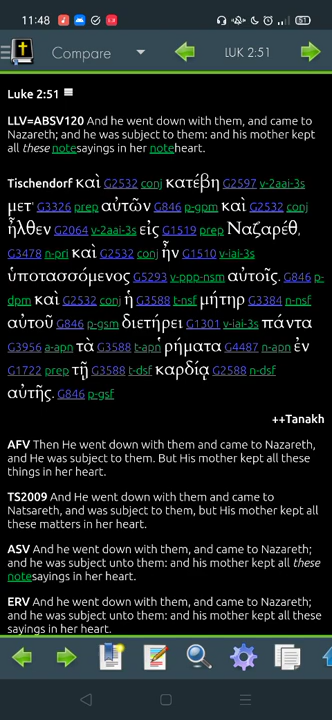 11:48
51
Compare
LUK 2:51
Luke 2:51
LLV=ABSV120 And he went down with them, and came to
Nazareth; and he was subject to them: and his mother kept
all these notesayings in her noteheart.
Tischendorf καὶ G2532 conj κατέβη G2597 v-2aai-3s
μετ' G3326 prep αὐτῶν G846 p-gpm καὶ G2532 conj
ἦλθεν G2064 v-2aai-3s εἰς G1519 prep Ναζαρέθ,
G3478 n-pri καὶ G2532 conj ἦν G1510 v-iai-3s
ὑποτασσόμενος G5293 v-ppp-nsm αὐτοῖς. G846 p-
dpm καὶ G2532 conj ἡ G3588 t-nsf μήτηρ G3384 n-nsf
αὐτοῦ G846 p-gsm διετήρει G1301 v-iai-3s πάντα
G3956 a-apn τὰ G3588 t-apn ῥήματα G4487 n-apn ἐν
G1722 prep τῇ G3588 t-dsf καρδίᾳ G2588 n-dsf
αὐτῆς. G846 p-gsf
++Tanakh
AFV Then He went down with them and came to Nazareth,
and He was subject to them. But His mother kept all these
things in her heart.
TS2009 And He went down with them and came to
Natsareth, and was subject to them, but His mother kept all
these matters in her heart.
ASV And he went down with them, and came to Nazareth;
and he was subject unto them: and his mother kept all these
notesayings in her heart.
ERV And he went down with them, and came to Nazareth;
and he was subject unto them: and his mother kept all these
sayings in her heart.